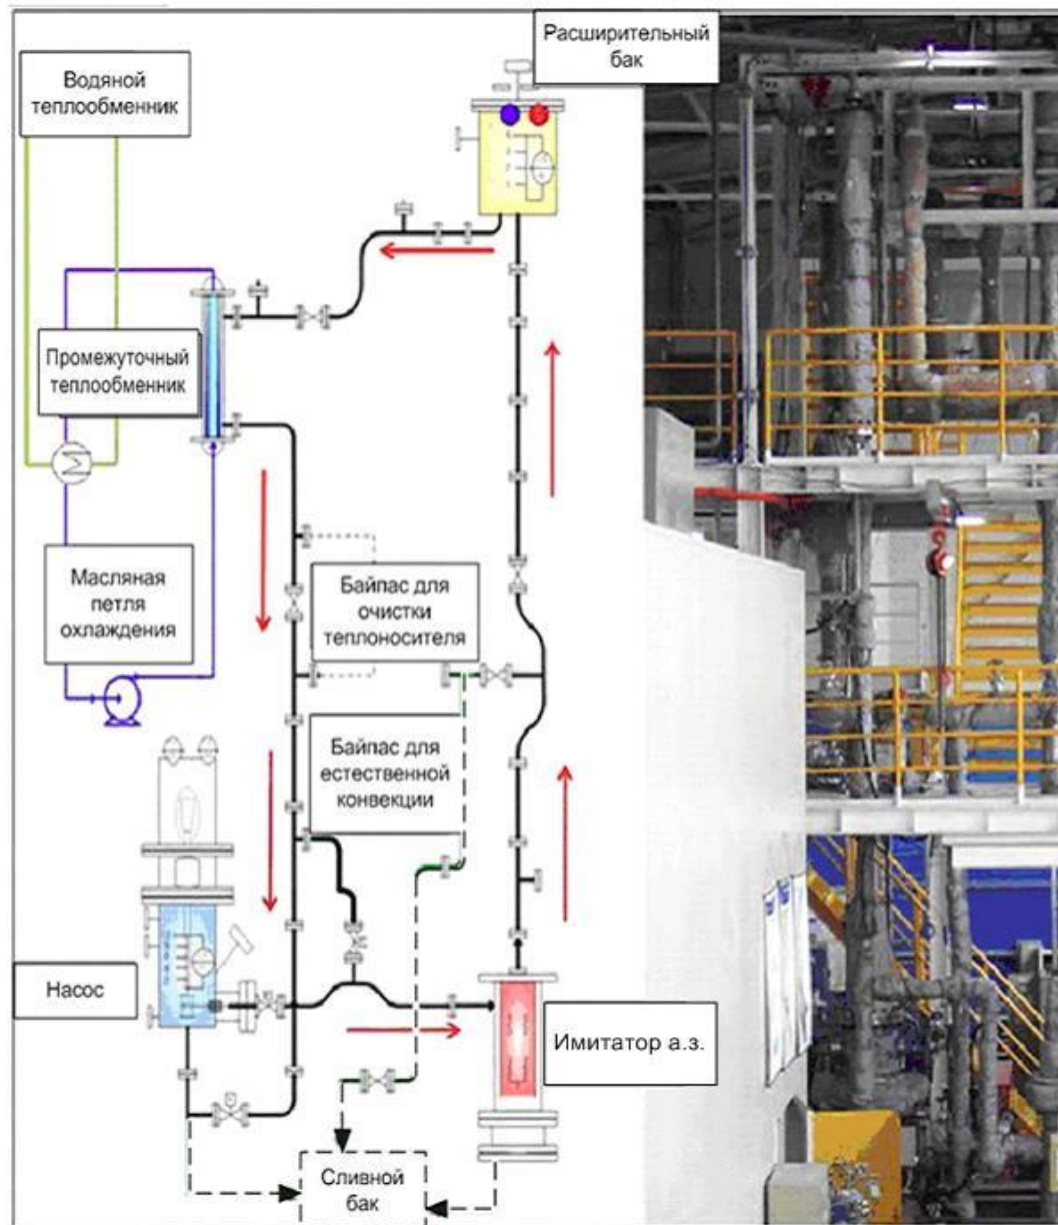 Расширительный
бак
Водяной
теплообменник
Промежуточный
теплообменник
Масляная
петля
охлаждения
Байпас для
очистки
теплоносителя
Байпас для
естественной
конвекции
Насос
Имитатор а.з.
Сливной
бак